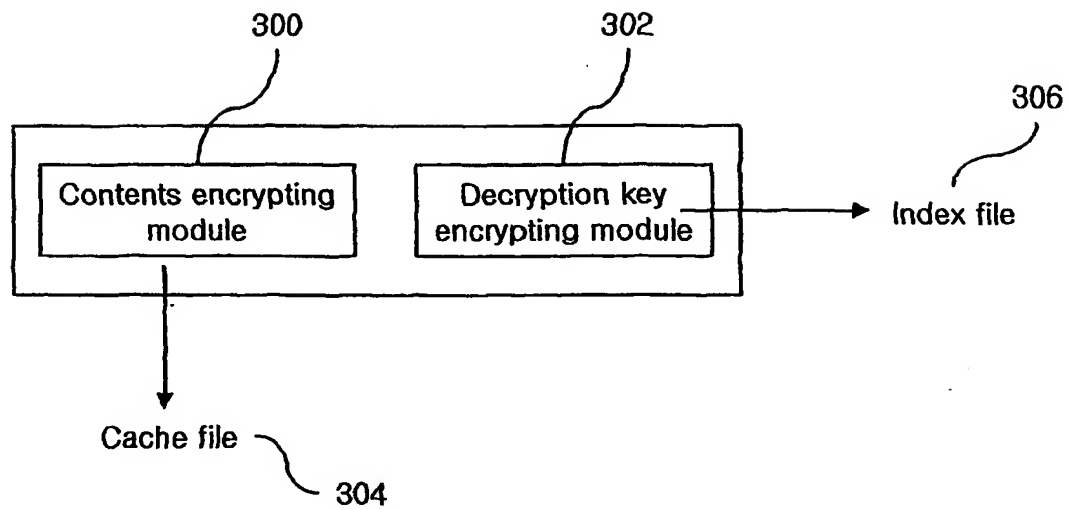 300
302
306
Contents encrypting
module
Decryption key
encrypting module
Index file
Cache file
304